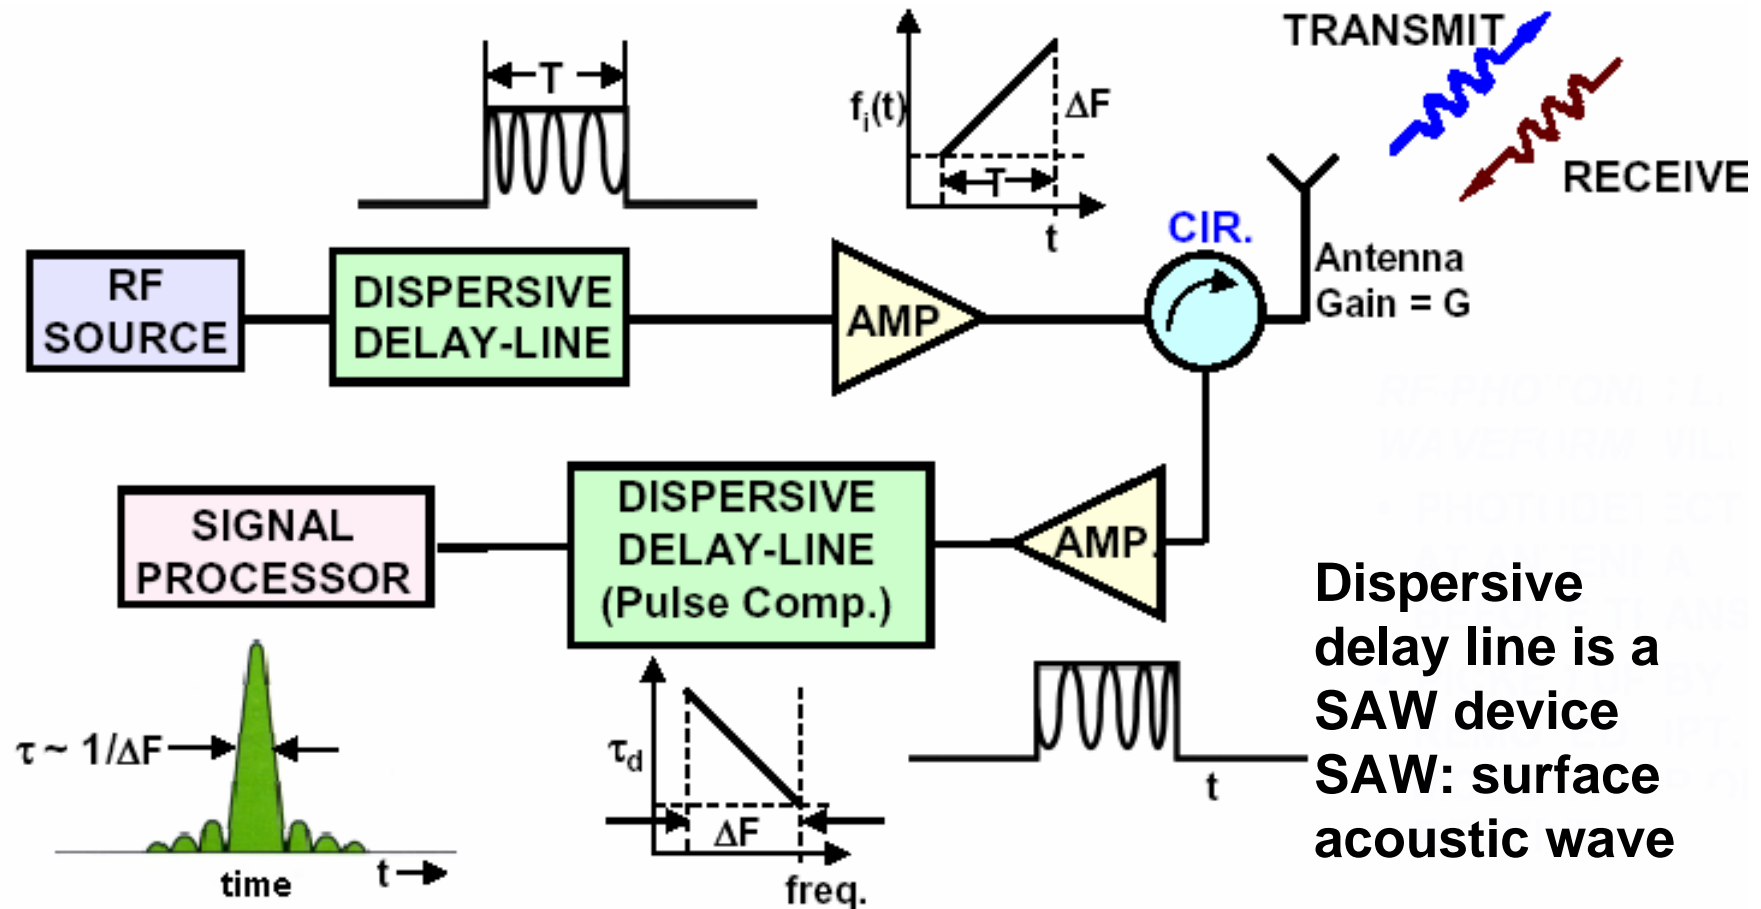 T
f_i(t)
ΔF
T
t
TRANSMIT
RECEIVE
CIR.
Antenna
Gain = G
RF
SOURCE
DISPERSIVE
DELAY-LINE
AMP
SIGNAL
PROCESSOR
DISPERSIVE
DELAY-LINE
(Pulse Comp.)
AMP.
Dispersive
delay line is a
SAW device
SAW: surface
acoustic wave
τ ~ 1/ΔF
time
t
τ_d
ΔF
freq.
t